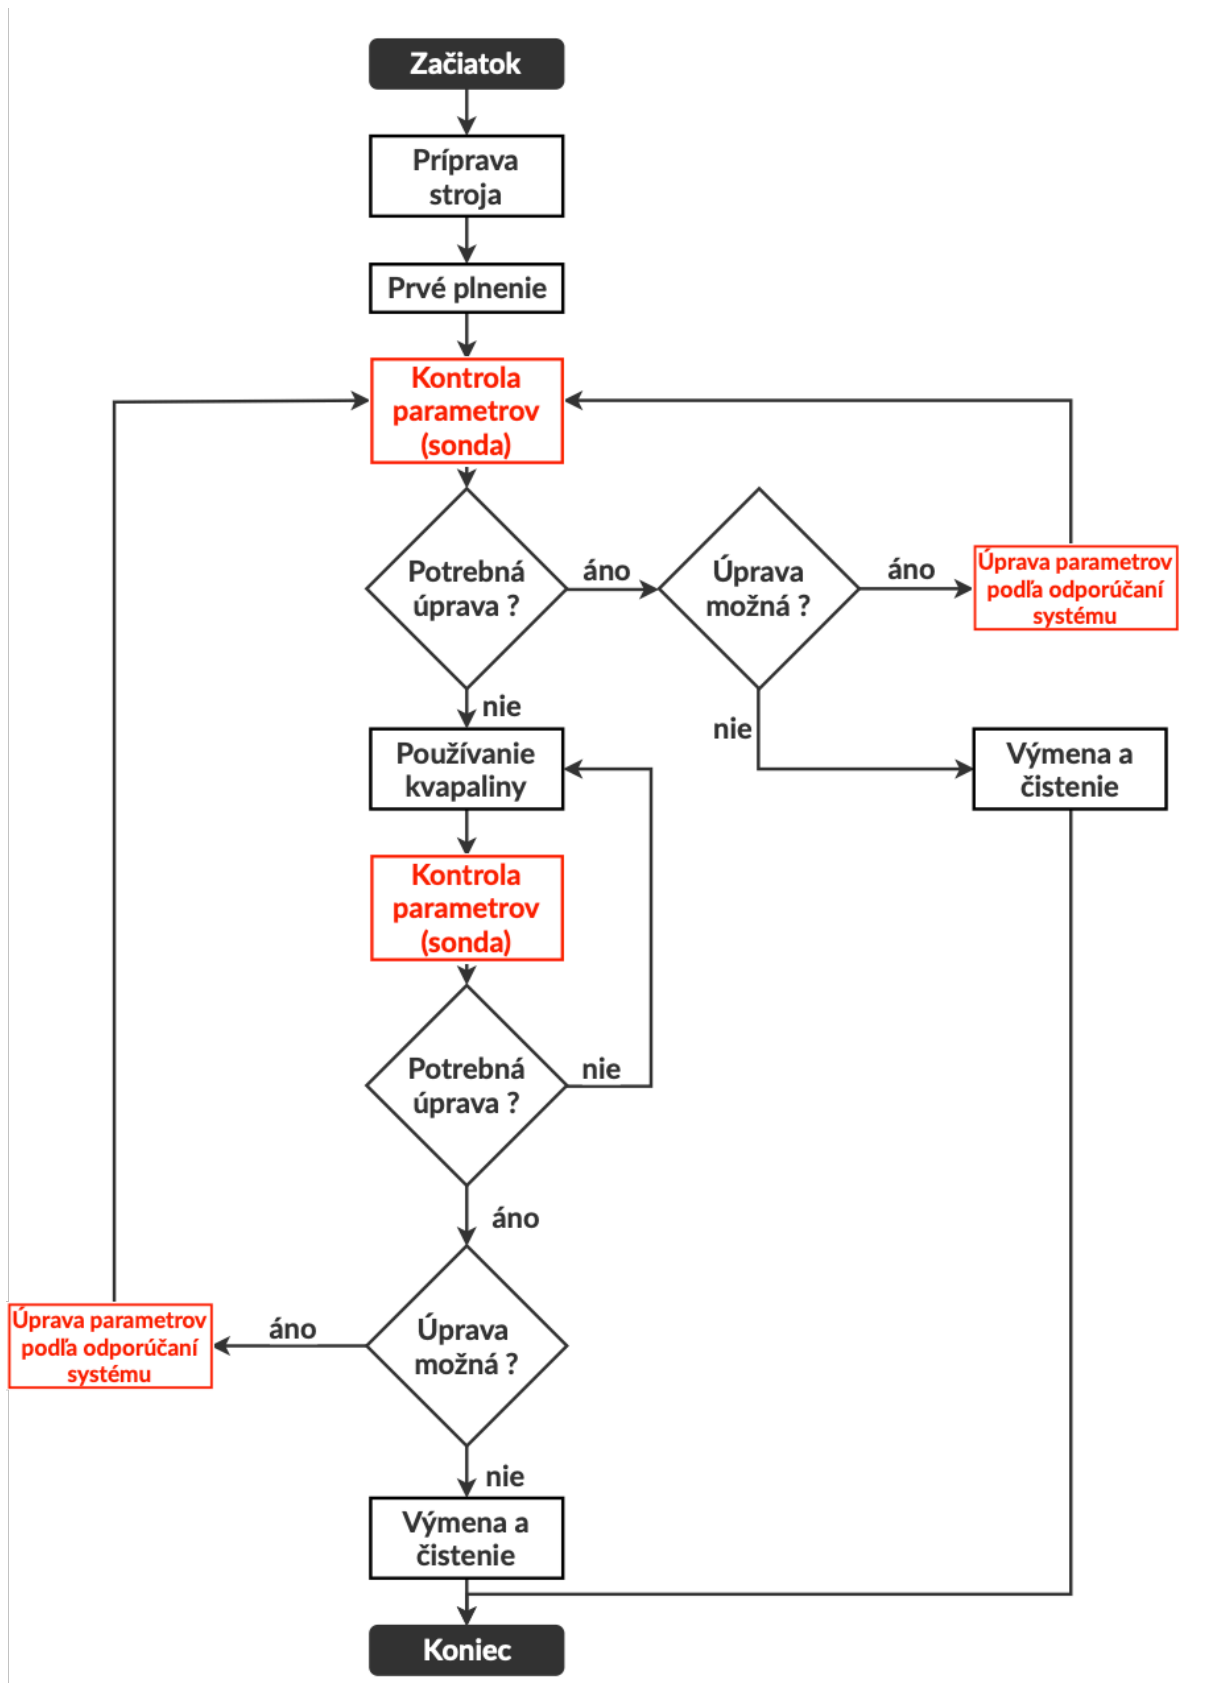 Začiatok
Príprava
stroja
Prvé plnenie
Kontrola
parametrov
(sonda)
Potrebná
úprava ?
áno
Úprava
možná ?
áno
Úprava parametrov
podľa odporúčaní
systému
nie
nie
Používanie
kvapaliny
Výmena a
čistenie
Kontrola
parametrov
(sonda)
Potrebná
úprava ?
nie
áno
Úprava
možná ?
áno
Úprava parametrov
podľa odporúčaní
systému
nie
Výmena a
čistenie
Koniec